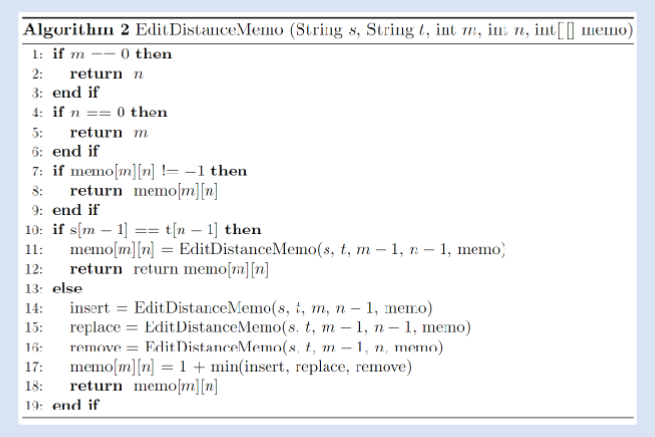 Algorithm 2 EditDistanceMemo (String s, String t, int m, int n, int[][] memo)
1: if m == 0 then
2: return n
3: end if
4: if n == 0 then
5: return m
6: end if
7: if memo[m][n] != −1 then
8: return memo[m][n]
9: end if
10: if s[m − 1] == t[n − 1] then
11: memo[m][n] = EditDistanceMemo(s, t, m − 1, n − 1, memo)
12: return return memo[m][n]
13: else
14: insert = EditDistanceMemo(s, t, m, n − 1, memo)
15: replace = EditDistanceMemo(s, t, m − 1, n − 1, memo)
16: remove = EditDistanceMemo(s, t, m − 1, n, memo)
17: memo[m][n] = 1 + min(insert, replace, remove)
18: return memo[m][n]
19: end if